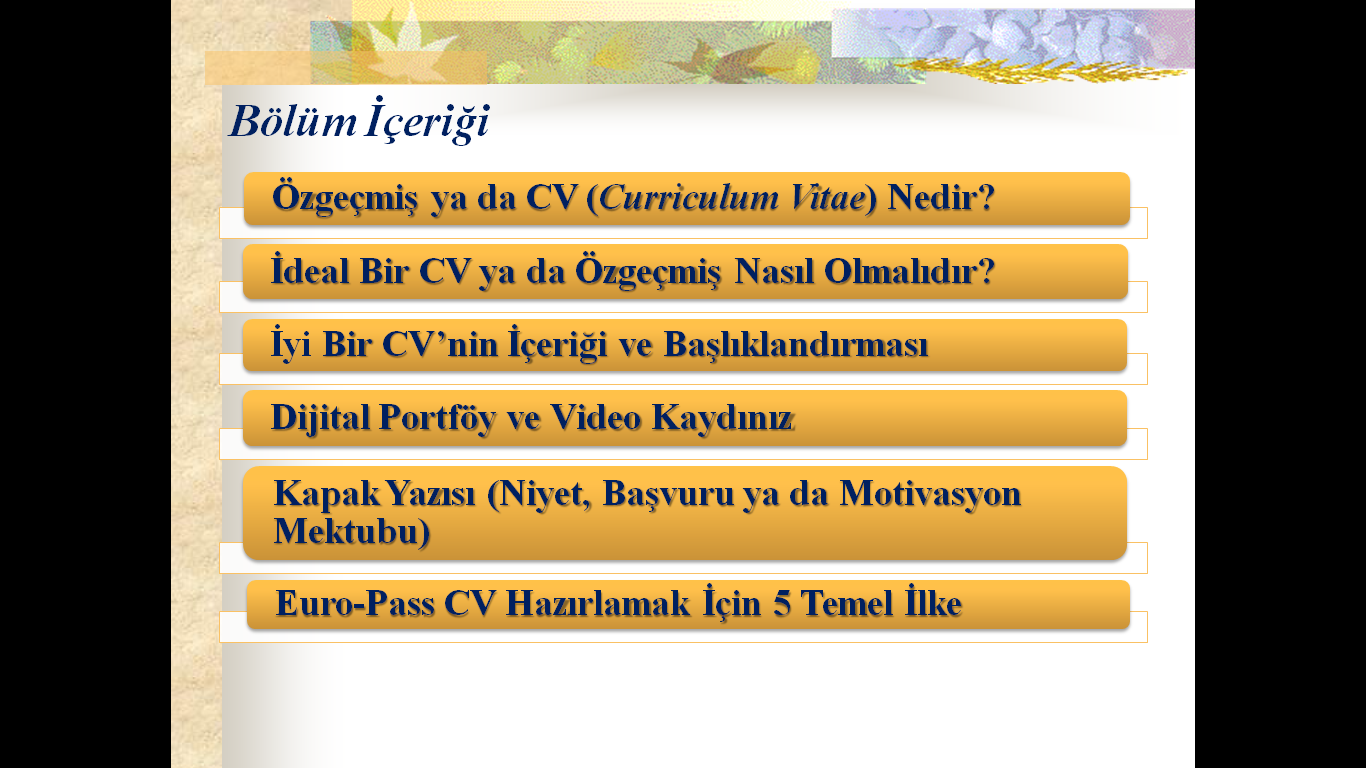 Bölüm İçeriği
Özgeçmiş ya da CV (Curriculum Vitae) Nedir?
İdeal Bir CV ya da Özgeçmiş Nasıl Olmalıdır?
İyi Bir CV’nin İçeriği ve Başlıklandırması
Dijital Portföy ve Video Kaydınız
Kapak Yazısı (Niyet, Başvuru ya da Motivasyon
Mektubu)
Euro-Pass CV Hazırlamak İçin 5 Temel İlke